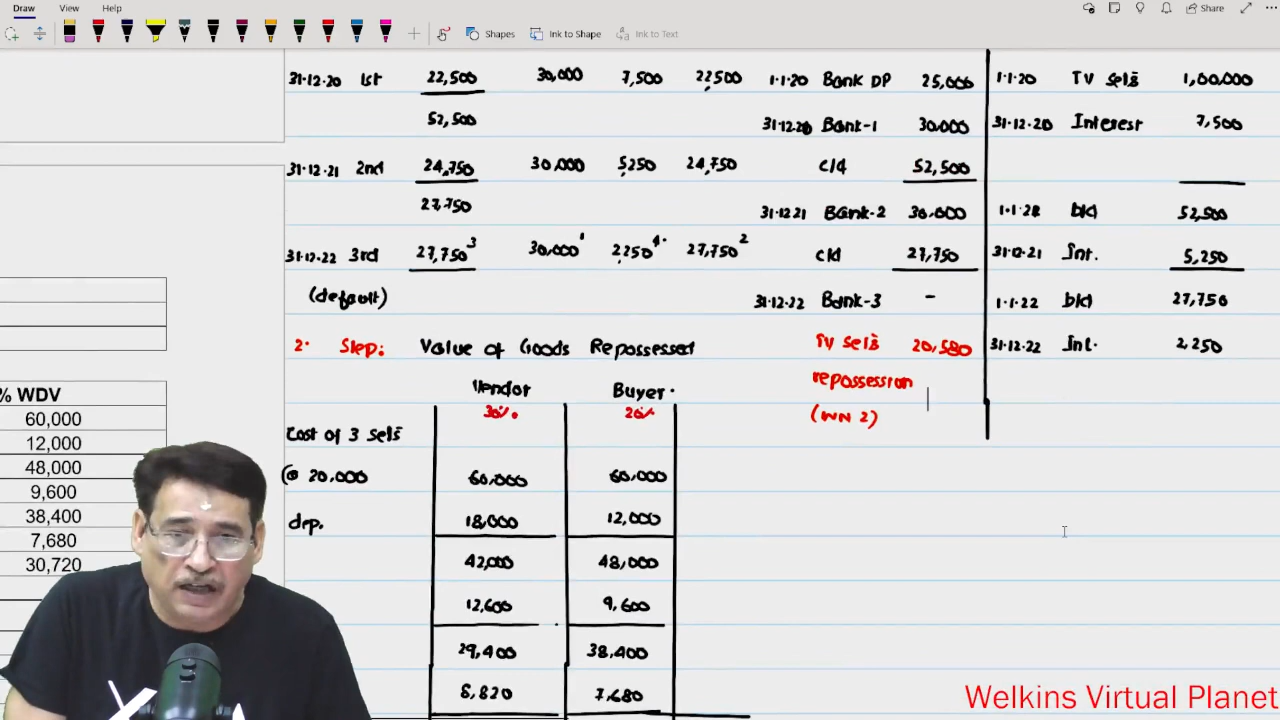 Draw View Help
Share
Shapes Ink to Shape Ink to Text
31·12·20 1st 22,500 30,000 7,500 22,500 1·1·20 Bank DP 25,000 1·1·20 TV sets 1,00,000
52,500 31·12·20 Bank-1 30,000 31·12·20 Interest 7,500
31·12·21 2nd 24,750 30,000 5,250 24,750 c/d 52,500
27,750 31·12·21 Bank-2 30,000 1·1·21 b/d 52,500
31·12·22 3rd 27,750³ 30,000¹ 2,250⁴· 27,750² c/d 27,750 31·12·21 Int. 5,250
(default) 31·12·22 Bank-3 - 1·1·22 b/d 27,750
2· Step: Value of Goods Repossessed TV sets 20,580 31·12·22 Int. 2,250
Vendor Buyer· repossession
% WDV 30% 20% (WN 2)
60,000 Cost of 3 sets
12,000
48,000 @ 20,000 60,000 60,000
9,600
38,400 dep. 18,000 12,000
7,680
30,720 42,000 48,000
12,600 9,600
29,400 38,400
8,820 7,680
Welkins Virtual Planet